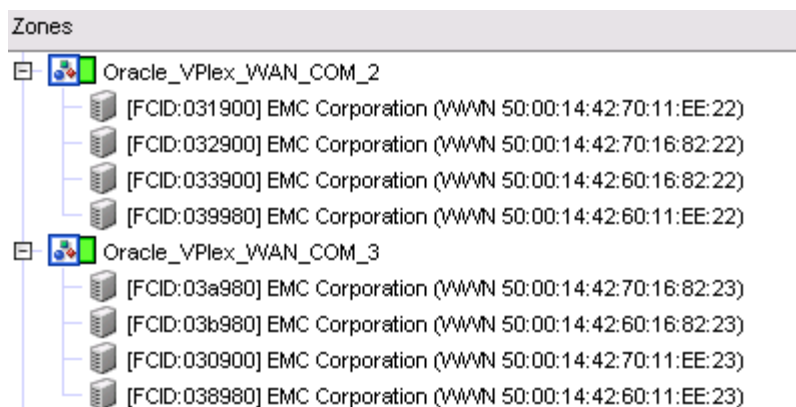 Zones
Oracle_VPlex_WAN_COM_2
[FCID:031900] EMC Corporation (WWN 50:00:14:42:70:11:EE:22)
[FCID:032900] EMC Corporation (WWN 50:00:14:42:70:16:82:22)
[FCID:033900] EMC Corporation (WWN 50:00:14:42:60:16:82:22)
[FCID:039980] EMC Corporation (WWN 50:00:14:42:60:11:EE:22)
Oracle_VPlex_WAN_COM_3
[FCID:03a980] EMC Corporation (WWN 50:00:14:42:70:16:82:23)
[FCID:03b980] EMC Corporation (WWN 50:00:14:42:60:16:82:23)
[FCID:030900] EMC Corporation (WWN 50:00:14:42:70:11:EE:23)
[FCID:038980] EMC Corporation (WWN 50:00:14:42:60:11:EE:23)